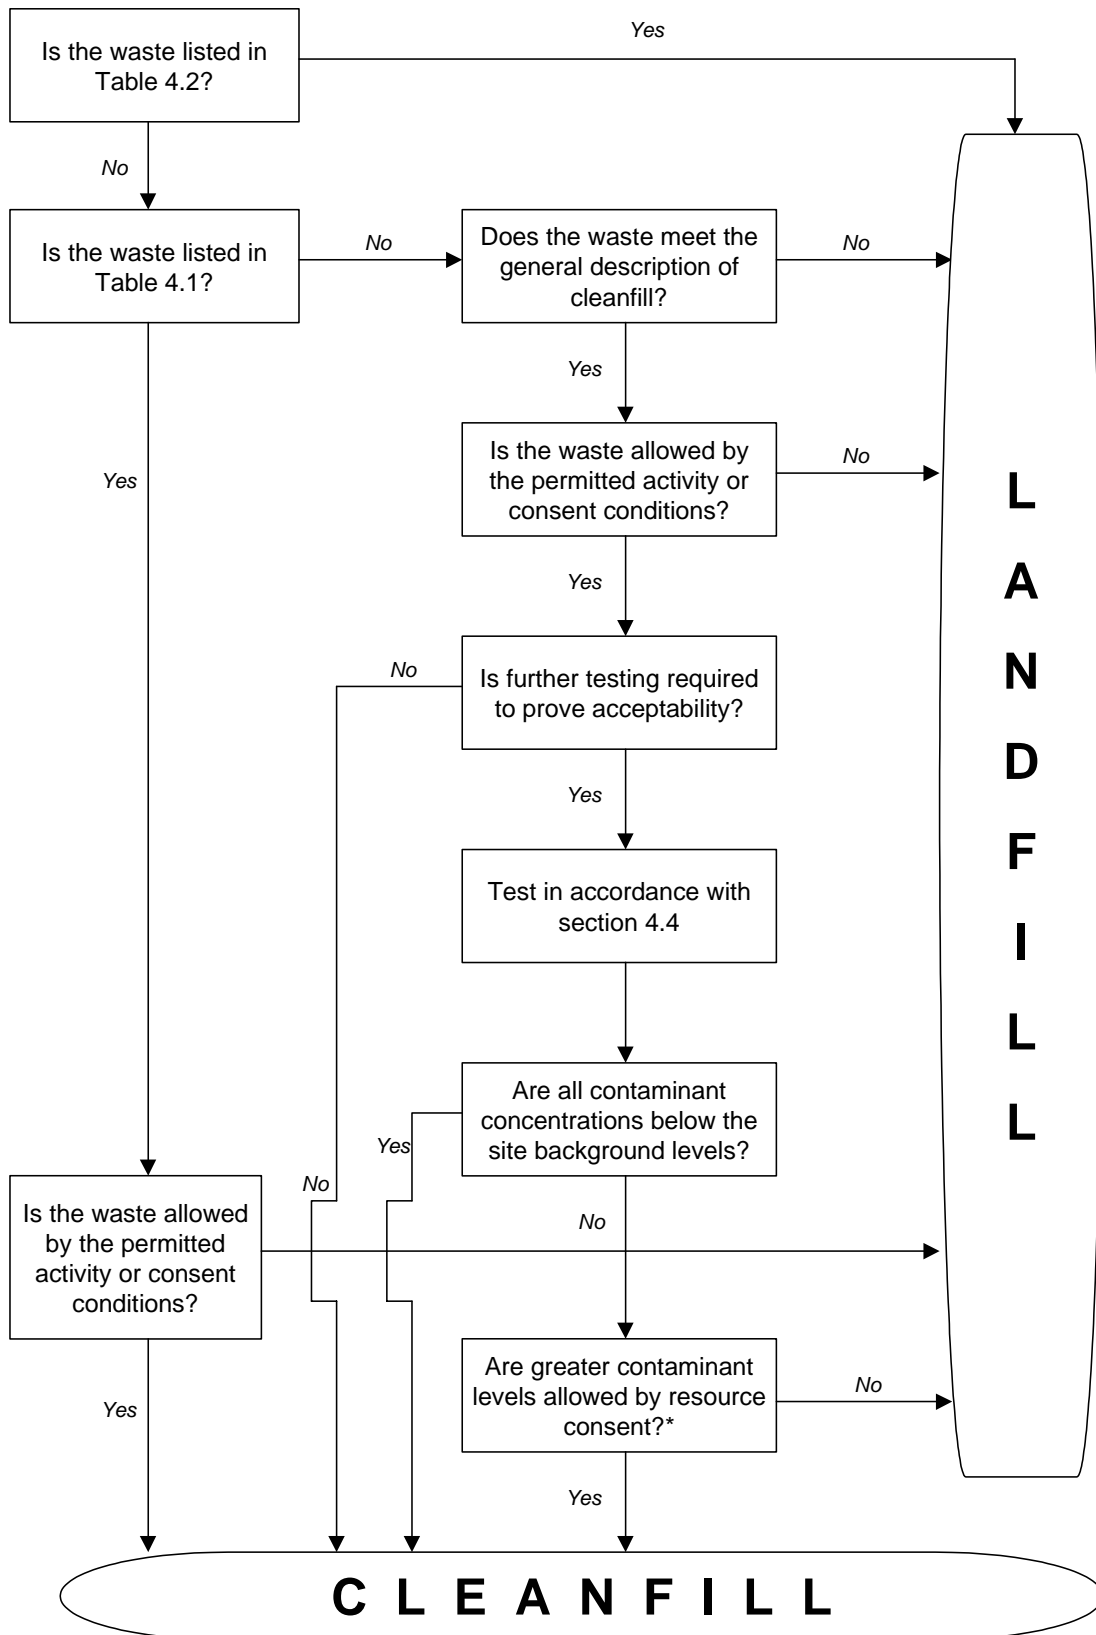 Is the waste listed in
Table 4.2?
Yes
No
Is the waste listed in
Table 4.1?
No
Does the waste meet the
general description of
cleanfill?
No
Yes
Yes
Is the waste allowed by
the permitted activity or
consent conditions?
No
Yes
No
Is further testing required
to prove acceptability?
Yes
Test in accordance with
section 4.4
Are all contaminant
concentrations below the
site background levels?
Yes
No
Is the waste allowed
by the permitted
activity or consent
conditions?
No
Yes
Are greater contaminant
levels allowed by resource
consent?*
No
Yes
L
A
N
D
F
I
L
L
C L E A N F I L L